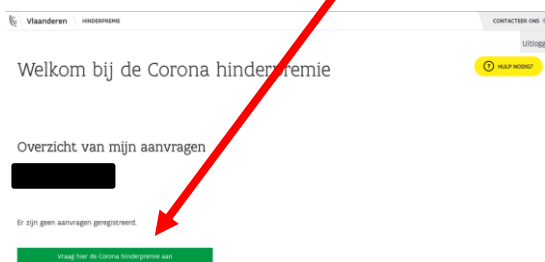 Vlaanderen HINDERPREMIE CONTACTEER ONS
Uitlogg
Welkom bij de Corona hinderpremie
? HULP NODIG?
Overzicht van mijn aanvragen
Er zijn geen aanvragen geregistreerd.
Vraag hier de Corona hinderpremie aan